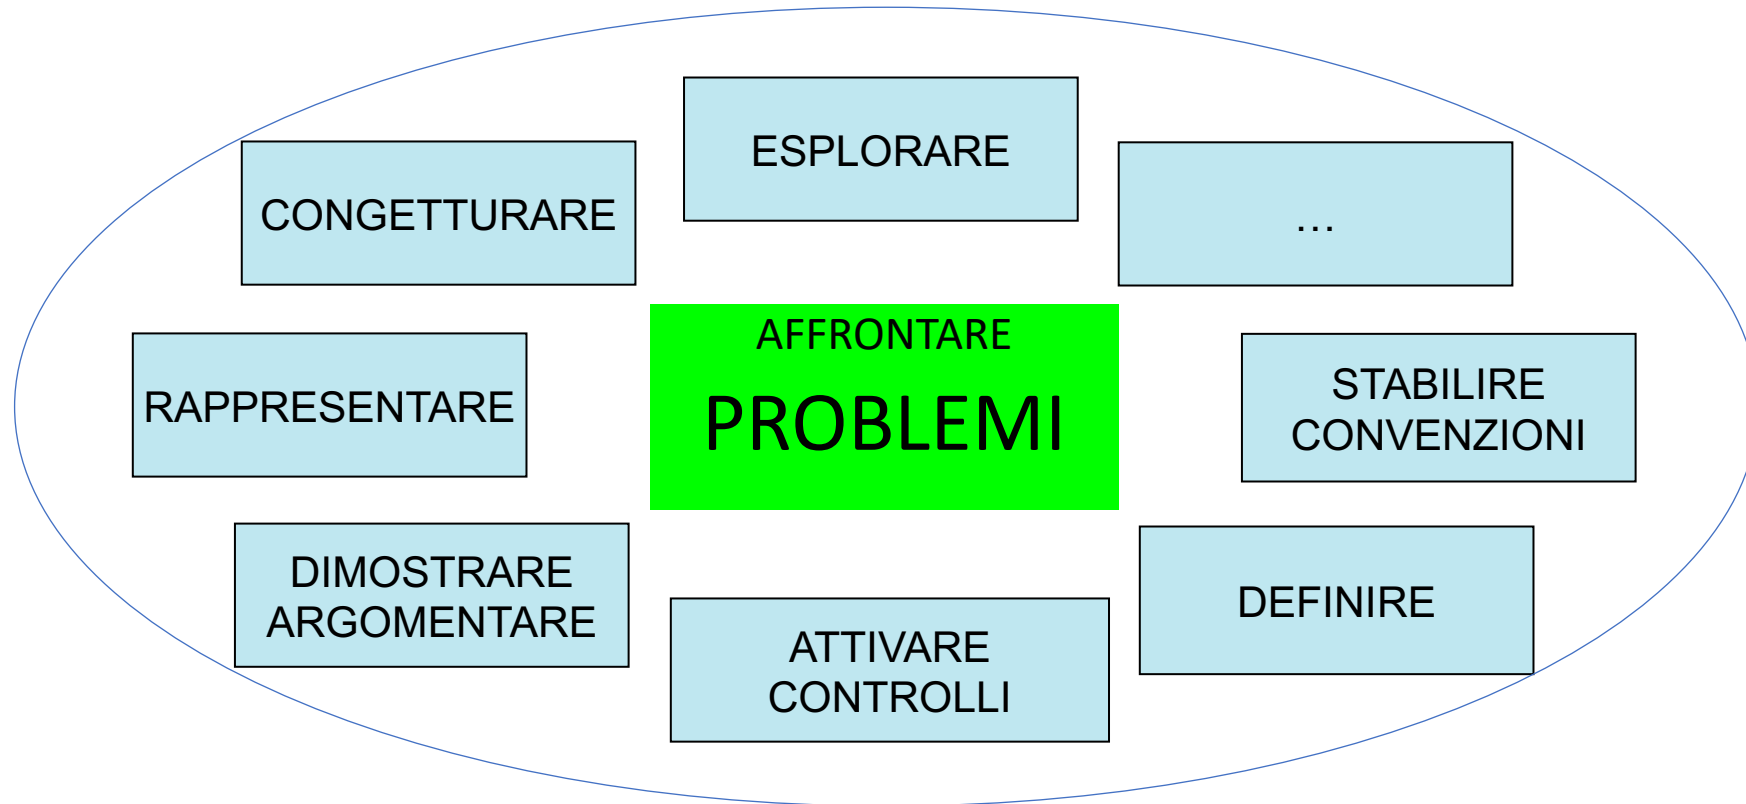 ESPLORARE
CONGETTURARE
…
AFFRONTARE
PROBLEMI
RAPPRESENTARE
STABILIRE
CONVENZIONI
DIMOSTRARE
ARGOMENTARE
ATTIVARE
CONTROLLI
DEFINIRE